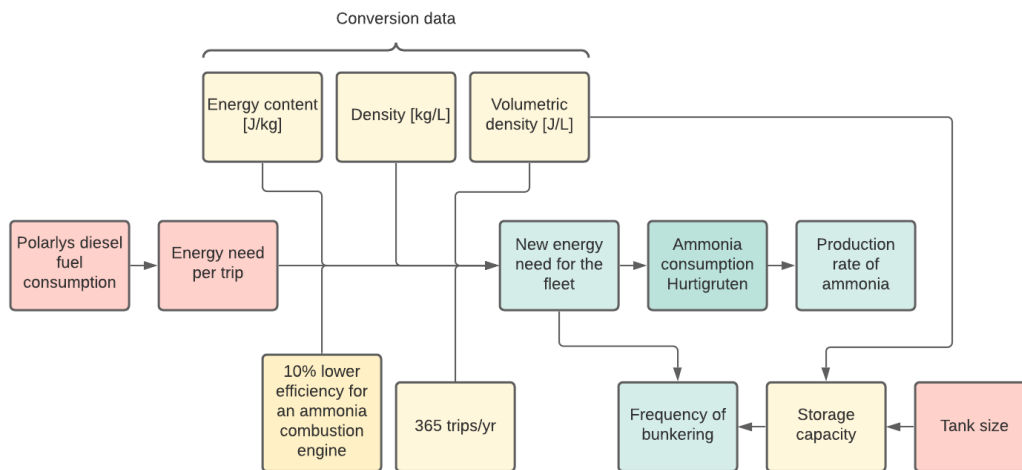 Conversion data
Energy content
[J/kg]
Density [kg/L]
Volumetric
density [J/L]
Polarlys diesel
fuel
consumption
Energy need
per trip
New energy
need for the
fleet
Ammonia
consumption
Hurtigruten
Production
rate of
ammonia
10% lower
efficiency for
an ammonia
combustion
engine
365 trips/yr
Frequency of
bunkering
Storage
capacity
Tank size